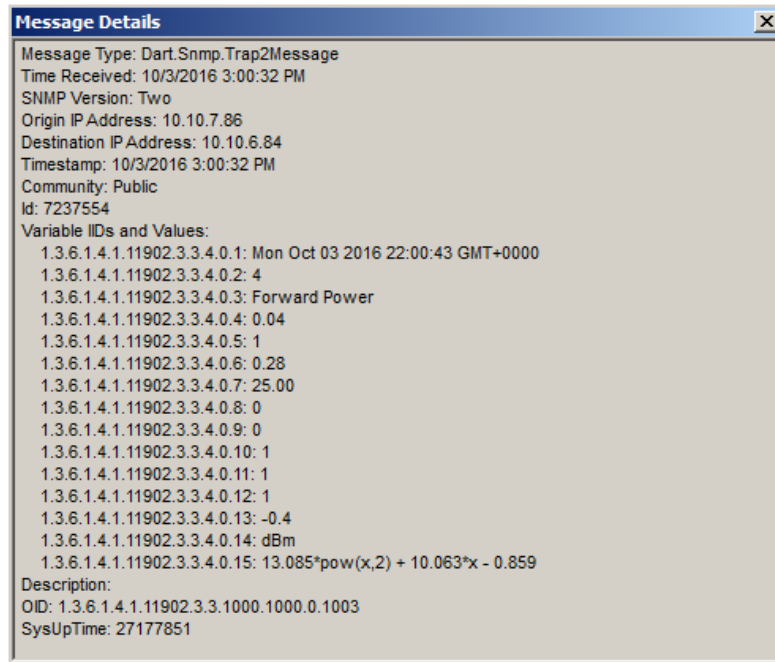 Message Details
Message Type: Dart.Snmp.Trap2Message
Time Received: 10/3/2016 3:00:32 PM
SNMP Version: Two
Origin IP Address: 10.10.7.86
Destination IP Address: 10.10.6.84
Timestamp: 10/3/2016 3:00:32 PM
Community: Public
Id: 7237554
Variable IIDs and Values:
1.3.6.1.4.1.11902.3.3.4.0.1: Mon Oct 03 2016 22:00:43 GMT+0000
1.3.6.1.4.1.11902.3.3.4.0.2: 4
1.3.6.1.4.1.11902.3.3.4.0.3: Forward Power
1.3.6.1.4.1.11902.3.3.4.0.4: 0.04
1.3.6.1.4.1.11902.3.3.4.0.5: 1
1.3.6.1.4.1.11902.3.3.4.0.6: 0.28
1.3.6.1.4.1.11902.3.3.4.0.7: 25.00
1.3.6.1.4.1.11902.3.3.4.0.8: 0
1.3.6.1.4.1.11902.3.3.4.0.9: 0
1.3.6.1.4.1.11902.3.3.4.0.10: 1
1.3.6.1.4.1.11902.3.3.4.0.11: 1
1.3.6.1.4.1.11902.3.3.4.0.12: 1
1.3.6.1.4.1.11902.3.3.4.0.13: -0.4
1.3.6.1.4.1.11902.3.3.4.0.14: dBm
1.3.6.1.4.1.11902.3.3.4.0.15: 13.085*pow(x,2) + 10.063*x - 0.859
Description:
OID: 1.3.6.1.4.1.11902.3.3.1000.1000.0.1003
SysUpTime: 27177851